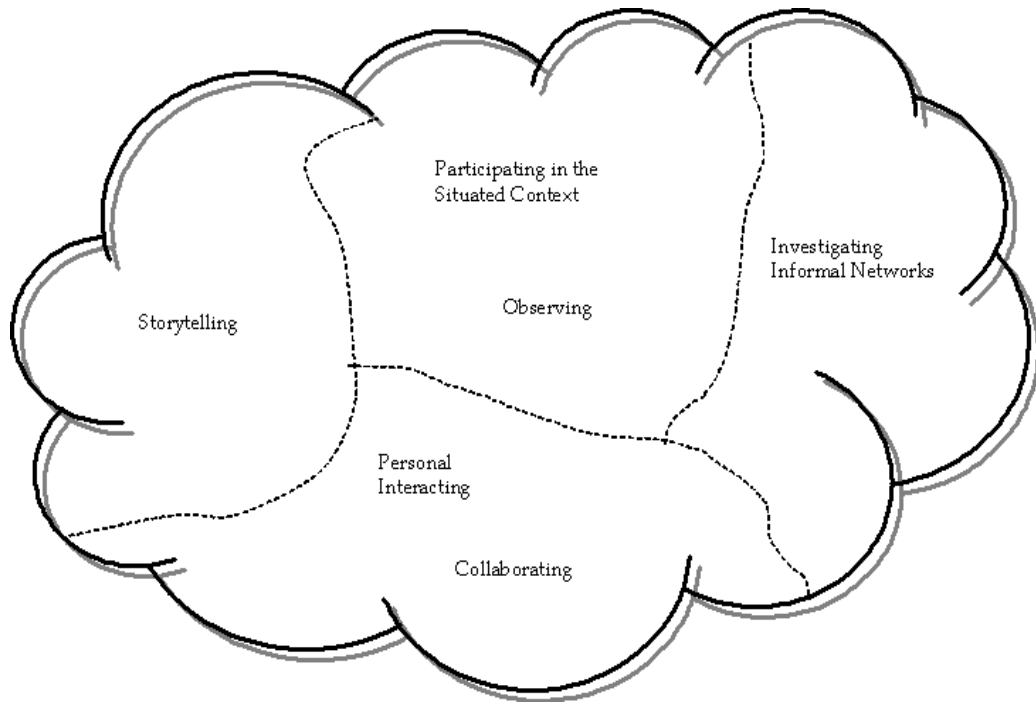 Participating in the
Situated Context
Investigating
Informal Networks
Observing
Storytelling
Personal
Interacting
Collaborating